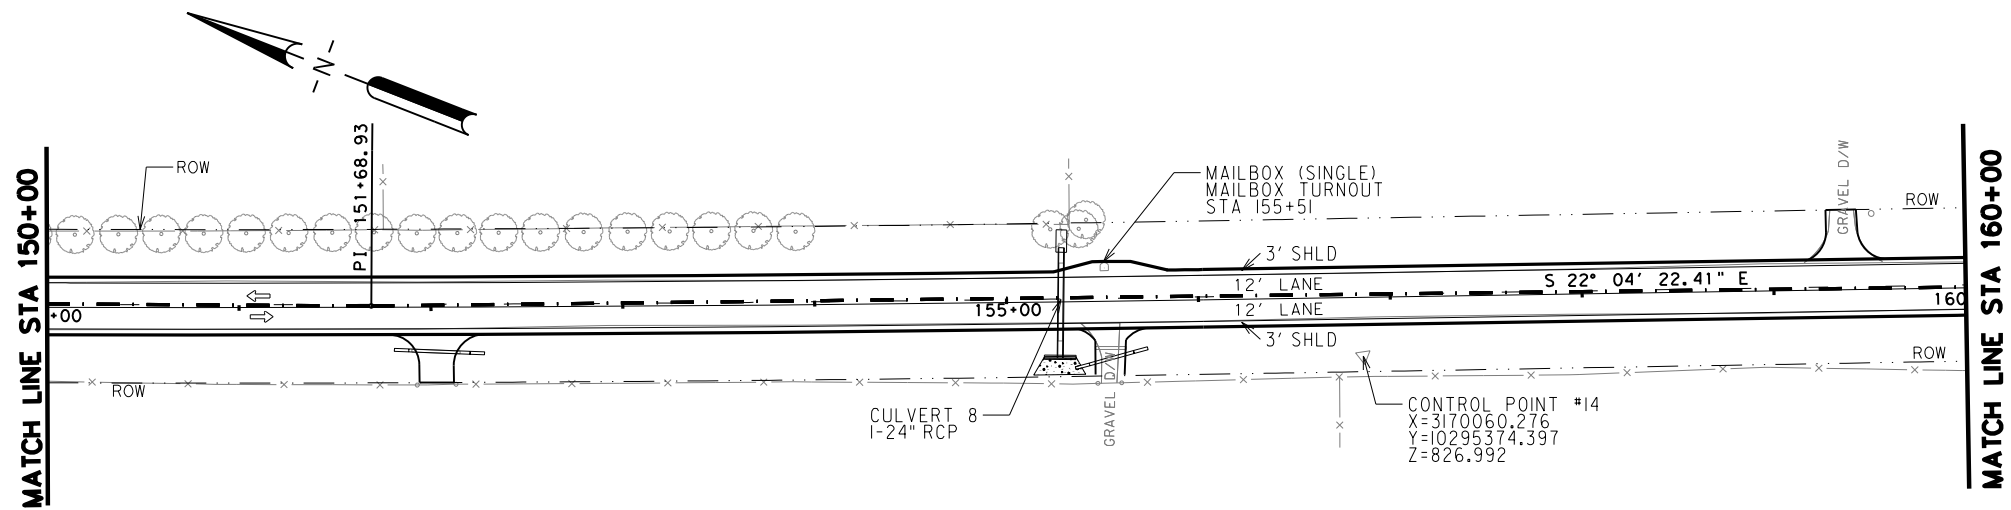 MATCH LINE STA 150+00
-N-
ROW
PI 151+68.93
MAILBOX (SINGLE)
MAILBOX TURNOUT
STA 155+51
GRAVEL D/W
ROW
3' SHLD
12' LANE
S 22° 04' 22.41" E
+00
155+00
12' LANE
160
3' SHLD
ROW
ROW
CULVERT 8
1-24" RCP
GRAVEL D/W
CONTROL POINT #14
X=3170060.276
Y=10295374.397
Z=826.992
MATCH LINE STA 160+00